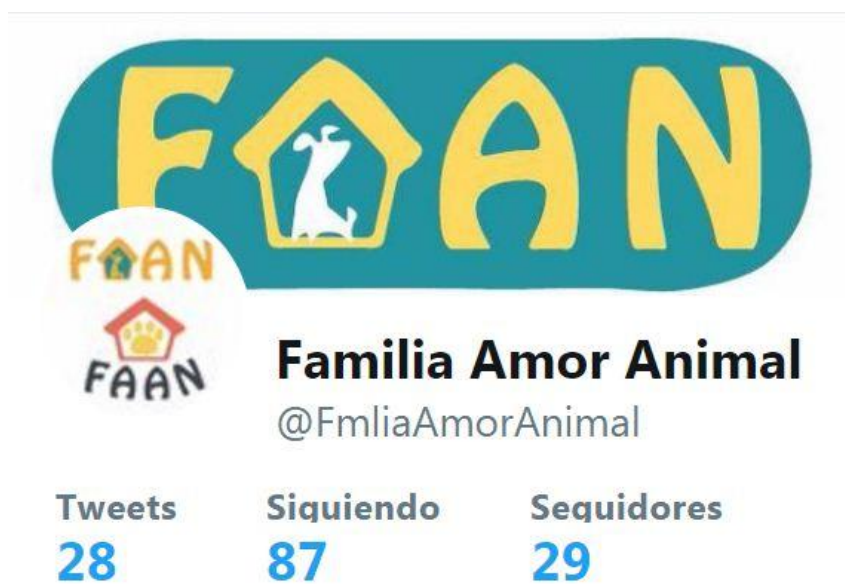 FAAN
FAAN
FAAN
Familia Amor Animal
@FmliaAmorAnimal
Tweets Siguiendo Seguidores
28 87 29